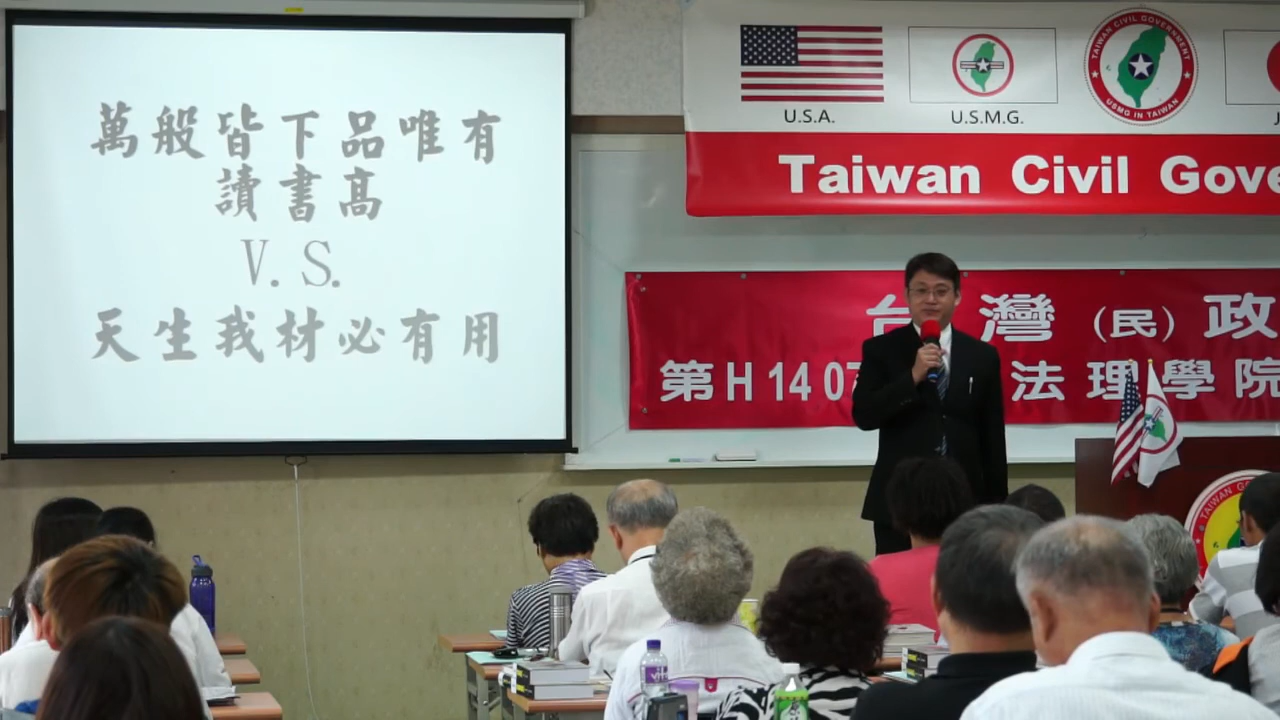 萬般皆下品唯有
讀書高
V.S.
天生我材必有用
U.S.A.
U.S.M.G.
TAIWAN CIVIL GOVERNMENT
USMG IN TAIWAN
J
Taiwan Civil Gove
台灣（民）政
第H 14 07 法理學院